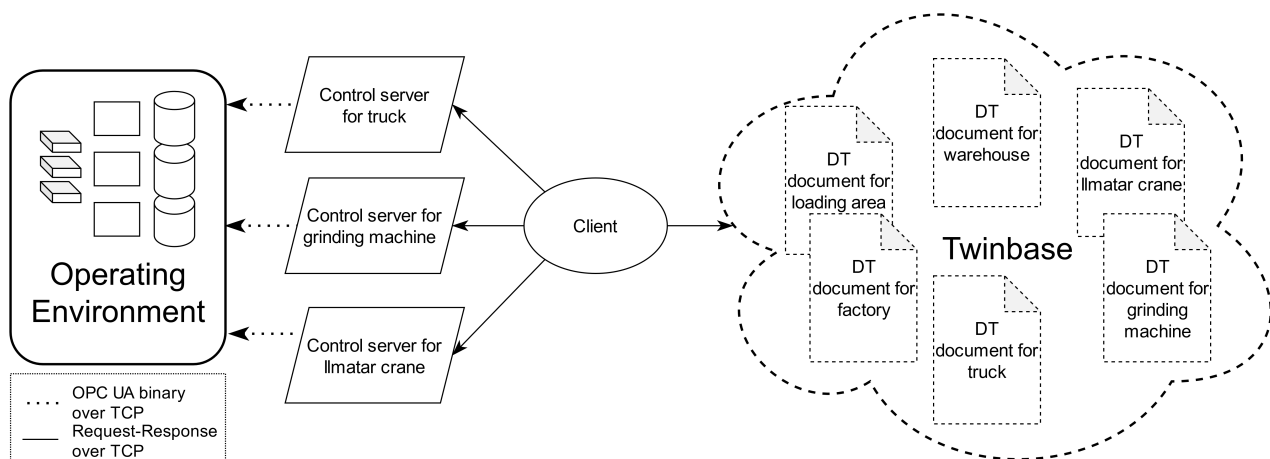 Operating
Environment
OPC UA binary
over TCP
Request-Response
over TCP
Control server
for truck
Control server for
grinding machine
Control server for
Ilmatar crane
Client
Twinbase
DT
document for
loading area
DT
document for
warehouse
DT
document for
Ilmatar crane
DT
document for
factory
DT
document for
truck
DT
document for
grinding
machine